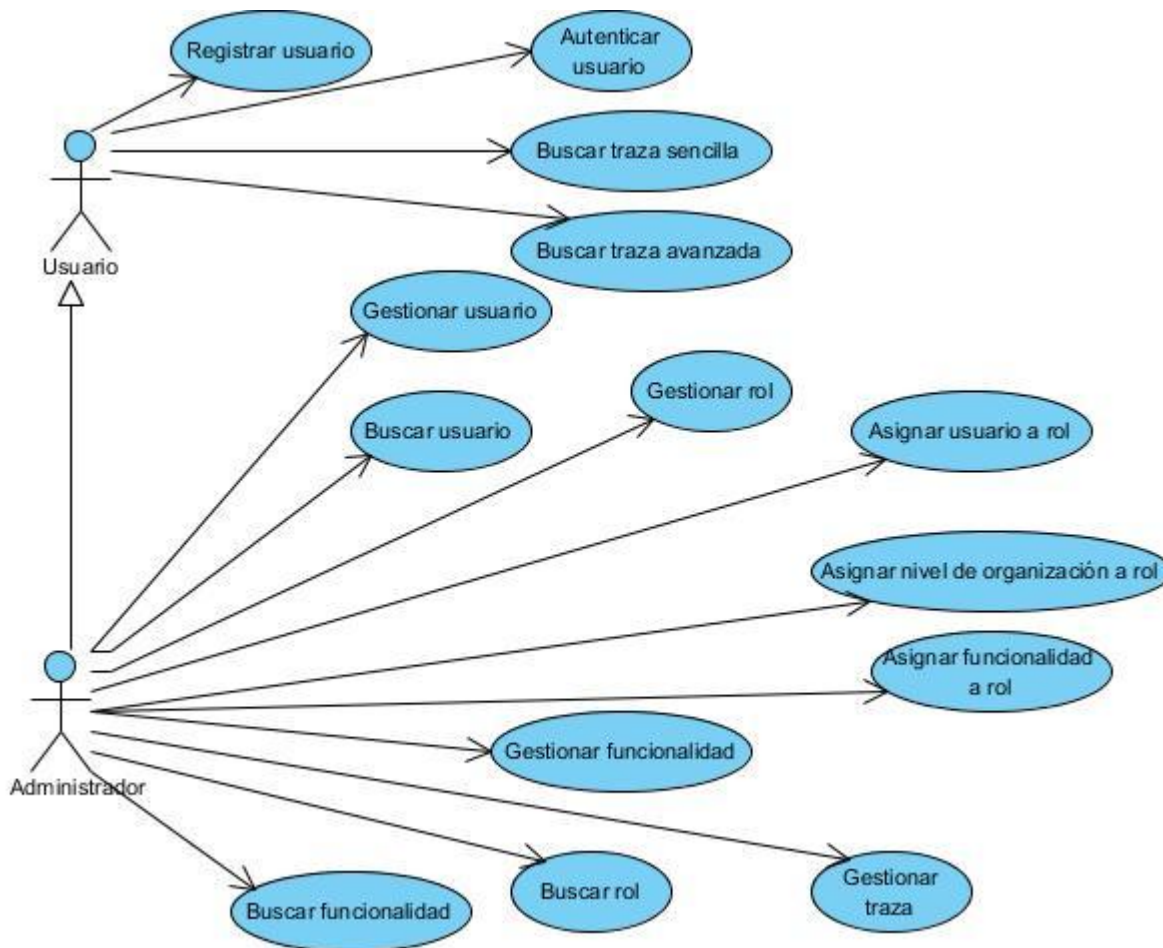 Registrar usuario
Autenticar
usuario
Buscar traza sencilla
Buscar traza avanzada
Usuario
Gestionar usuario
Gestionar rol
Buscar usuario
Asignar usuario a rol
Asignar nivel de organización a rol
Asignar funcionalidad
a rol
Gestionar funcionalidad
Administrador
Buscar funcionalidad
Buscar rol
Gestionar
traza